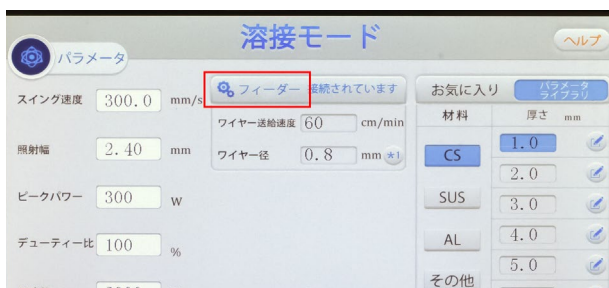 溶接モード
ヘルプ
パラメータ
スイング速度 300.0 mm/s
照射幅 2.40 mm
ピークパワー 300 W
デューティー比 100 %
フィーダー 接続されています
ワイヤー送給速度 60 cm/min
ワイヤー径 0.8 mm *1
お気に入り
パラメータ
ライブラリ
材料 厚さ mm
CS 1.0
2.0
SUS 3.0
AL 4.0
5.0
その他